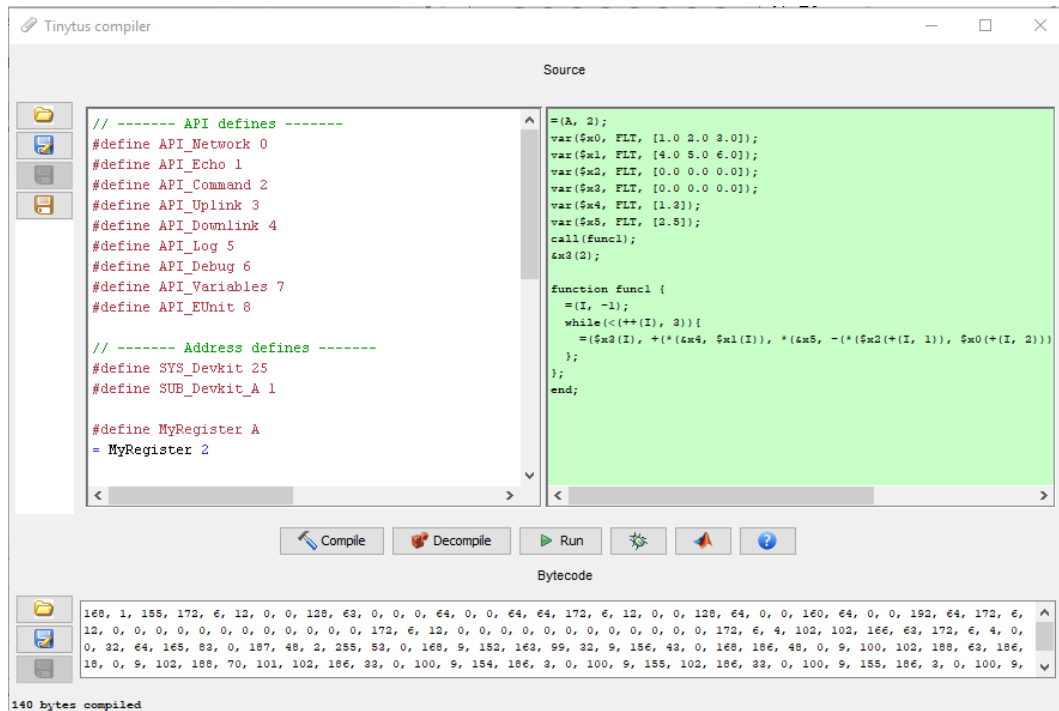 Tinytus compiler
Source
// ------- API defines -------
#define API_Network 0
#define API_Echo 1
#define API_Command 2
#define API_Uplink 3
#define API_Downlink 4
#define API_Log 5
#define API_Debug 6
#define API_Variables 7
#define API_EUnit 8
// ------- Address defines -------
#define SYS_Devkit 25
#define SUB_Devkit_A 1
#define MyRegister A
= MyRegister 2
=(A, 2);
var($x0, FLT, [1.0 2.0 3.0]);
var($x1, FLT, [4.0 5.0 6.0]);
var($x2, FLT, [0.0 0.0 0.0]);
var($x3, FLT, [0.0 0.0 0.0]);
var($x4, FLT, [1.3]);
var($x5, FLT, [2.5]);
call(func1);
&x3(2);
function func1 {
=(I, -1);
while(<(++(I), 3)){
=($x3(I), +(*(&x4, $x1(I)), *(&x5, -(*($x2(+(I, 1)), $x0(+(I, 2)))
};
};
end;
Compile
Decompile
Run
Bytecode
168, 1, 155, 172, 6, 12, 0, 0, 128, 63, 0, 0, 0, 64, 0, 0, 64, 64, 172, 6, 12, 0, 0, 128, 64, 0, 0, 160, 64, 0, 0, 192, 64, 172, 6,
12, 0, 0, 0, 0, 0, 0, 0, 0, 0, 0, 0, 0, 172, 6, 12, 0, 0, 0, 0, 0, 0, 0, 0, 0, 0, 0, 0, 172, 6, 4, 102, 102, 166, 63, 172, 6, 4, 0,
0, 32, 64, 165, 83, 0, 187, 48, 2, 255, 53, 0, 168, 9, 152, 163, 99, 32, 9, 156, 43, 0, 168, 186, 48, 0, 9, 100, 102, 188, 63, 186,
18, 0, 9, 102, 188, 70, 101, 102, 186, 33, 0, 100, 9, 154, 186, 3, 0, 100, 9, 155, 102, 186, 33, 0, 100, 9, 155, 186, 3, 0, 100, 9,
140 bytes compiled